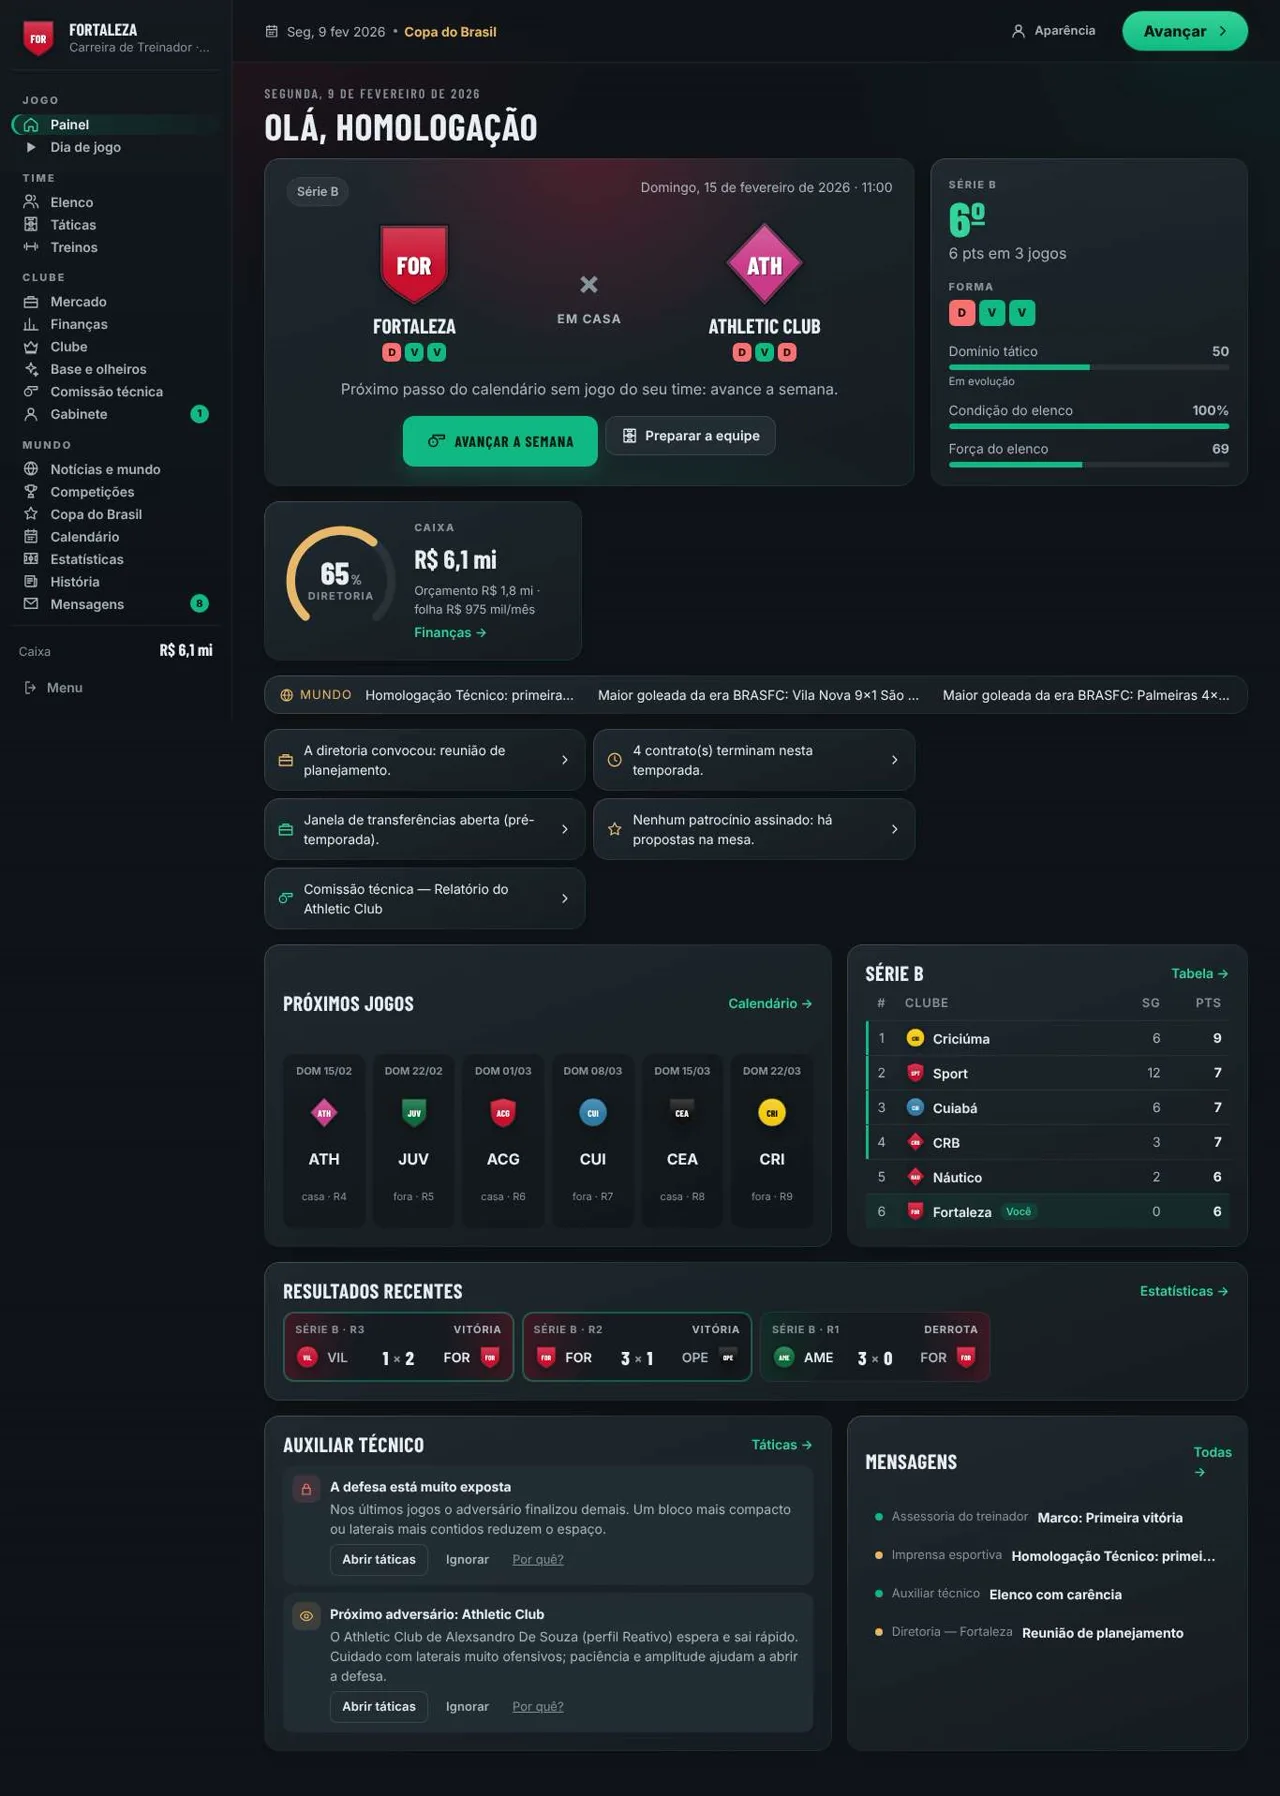 FOR
FORTALEZA
Carreira de Treinador ·...
JOGO
Painel
Dia de jogo
TIME
Elenco
Táticas
Treinos
CLUBE
Mercado
Finanças
Clube
Base e olheiros
Comissão técnica
Gabinete 1
MUNDO
Notícias e mundo
Competições
Copa do Brasil
Calendário
Estatísticas
História
Mensagens 8
Caixa R$ 6,1 mi
Menu
Seg, 9 fev 2026 • Copa do Brasil
Aparência
Avançar
SEGUNDA, 9 DE FEVEREIRO DE 2026
OLÁ, HOMOLOGAÇÃO
Série B
Domingo, 15 de fevereiro de 2026 · 11:00
FOR
FORTALEZA
D V V
×
EM CASA
ATH
ATHLETIC CLUB
D V D
Próximo passo do calendário sem jogo do seu time: avance a semana.
AVANÇAR A SEMANA
Preparar a equipe
SÉRIE B
6º
6 pts em 3 jogos
FORMA
D V V
Domínio tático 50
Em evolução
Condição do elenco 100%
Força do elenco 69
65%
DIRETORIA
CAIXA
R$ 6,1 mi
Orçamento R$ 1,8 mi ·
folha R$ 975 mil/mês
Finanças →
MUNDO Homologação Técnico: primeira... Maior goleada da era BRASFC: Vila Nova 9×1 São ... Maior goleada da era BRASFC: Palmeiras 4×...
A diretoria convocou: reunião de
planejamento.
4 contrato(s) terminam nesta
temporada.
Janela de transferências aberta (pré-
temporada).
Nenhum patrocínio assinado: há
propostas na mesa.
Comissão técnica — Relatório do
Athletic Club
PRÓXIMOS JOGOS
Calendário →
DOM 15/02 DOM 22/02 DOM 01/03 DOM 08/03 DOM 15/03 DOM 22/03
ATH JUV ACG CUI CEA CRI
ATH JUV ACG CUI CEA CRI
casa · R4 fora · R5 casa · R6 fora · R7 casa · R8 fora · R9
SÉRIE B
Tabela →
# CLUBE SG PTS
1 CRI Criciúma 6 9
2 SPT Sport 12 7
3 CUI Cuiabá 6 7
4 CRB CRB 3 7
5 NAU Náutico 2 6
6 FOR Fortaleza Você 0 6
RESULTADOS RECENTES
Estatísticas →
SÉRIE B · R3 VITÓRIA
VIL VIL 1 × 2 FOR FOR
SÉRIE B · R2 VITÓRIA
FOR FOR 3 × 1 OPE OPE
SÉRIE B · R1 DERROTA
AME AME 3 × 0 FOR FOR
AUXILIAR TÉCNICO
Táticas →
A defesa está muito exposta
Nos últimos jogos o adversário finalizou demais. Um bloco mais compacto
ou laterais mais contidos reduzem o espaço.
Abrir táticas Ignorar Por quê?
Próximo adversário: Athletic Club
O Athletic Club de Alexsandro De Souza (perfil Reativo) espera e sai rápido.
Cuidado com laterais muito ofensivos; paciência e amplitude ajudam a abrir
a defesa.
Abrir táticas Ignorar Por quê?
MENSAGENS
Todas
→
Assessoria do treinador Marco: Primeira vitória
Imprensa esportiva Homologação Técnico: primei...
Auxiliar técnico Elenco com carência
Diretoria — Fortaleza Reunião de planejamento